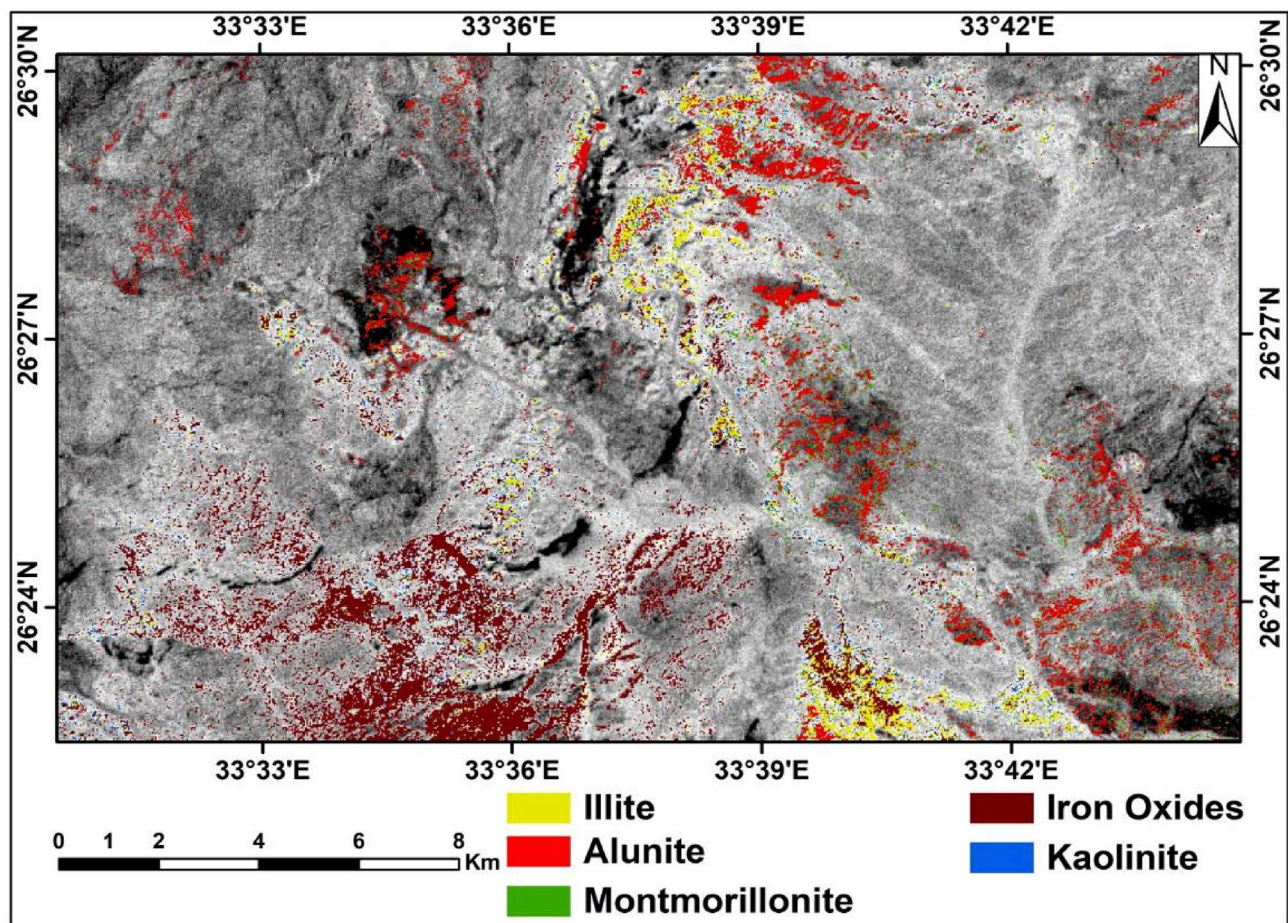 33°33'E 33°36'E 33°39'E 33°42'E
26°30'N 26°30'N
N
26°27'N 26°27'N
26°24'N 26°24'N
33°33'E 33°36'E 33°39'E 33°42'E
0 1 2 4 6 8
Km
Illite
Alunite
Montmorillonite
Iron Oxides
Kaolinite